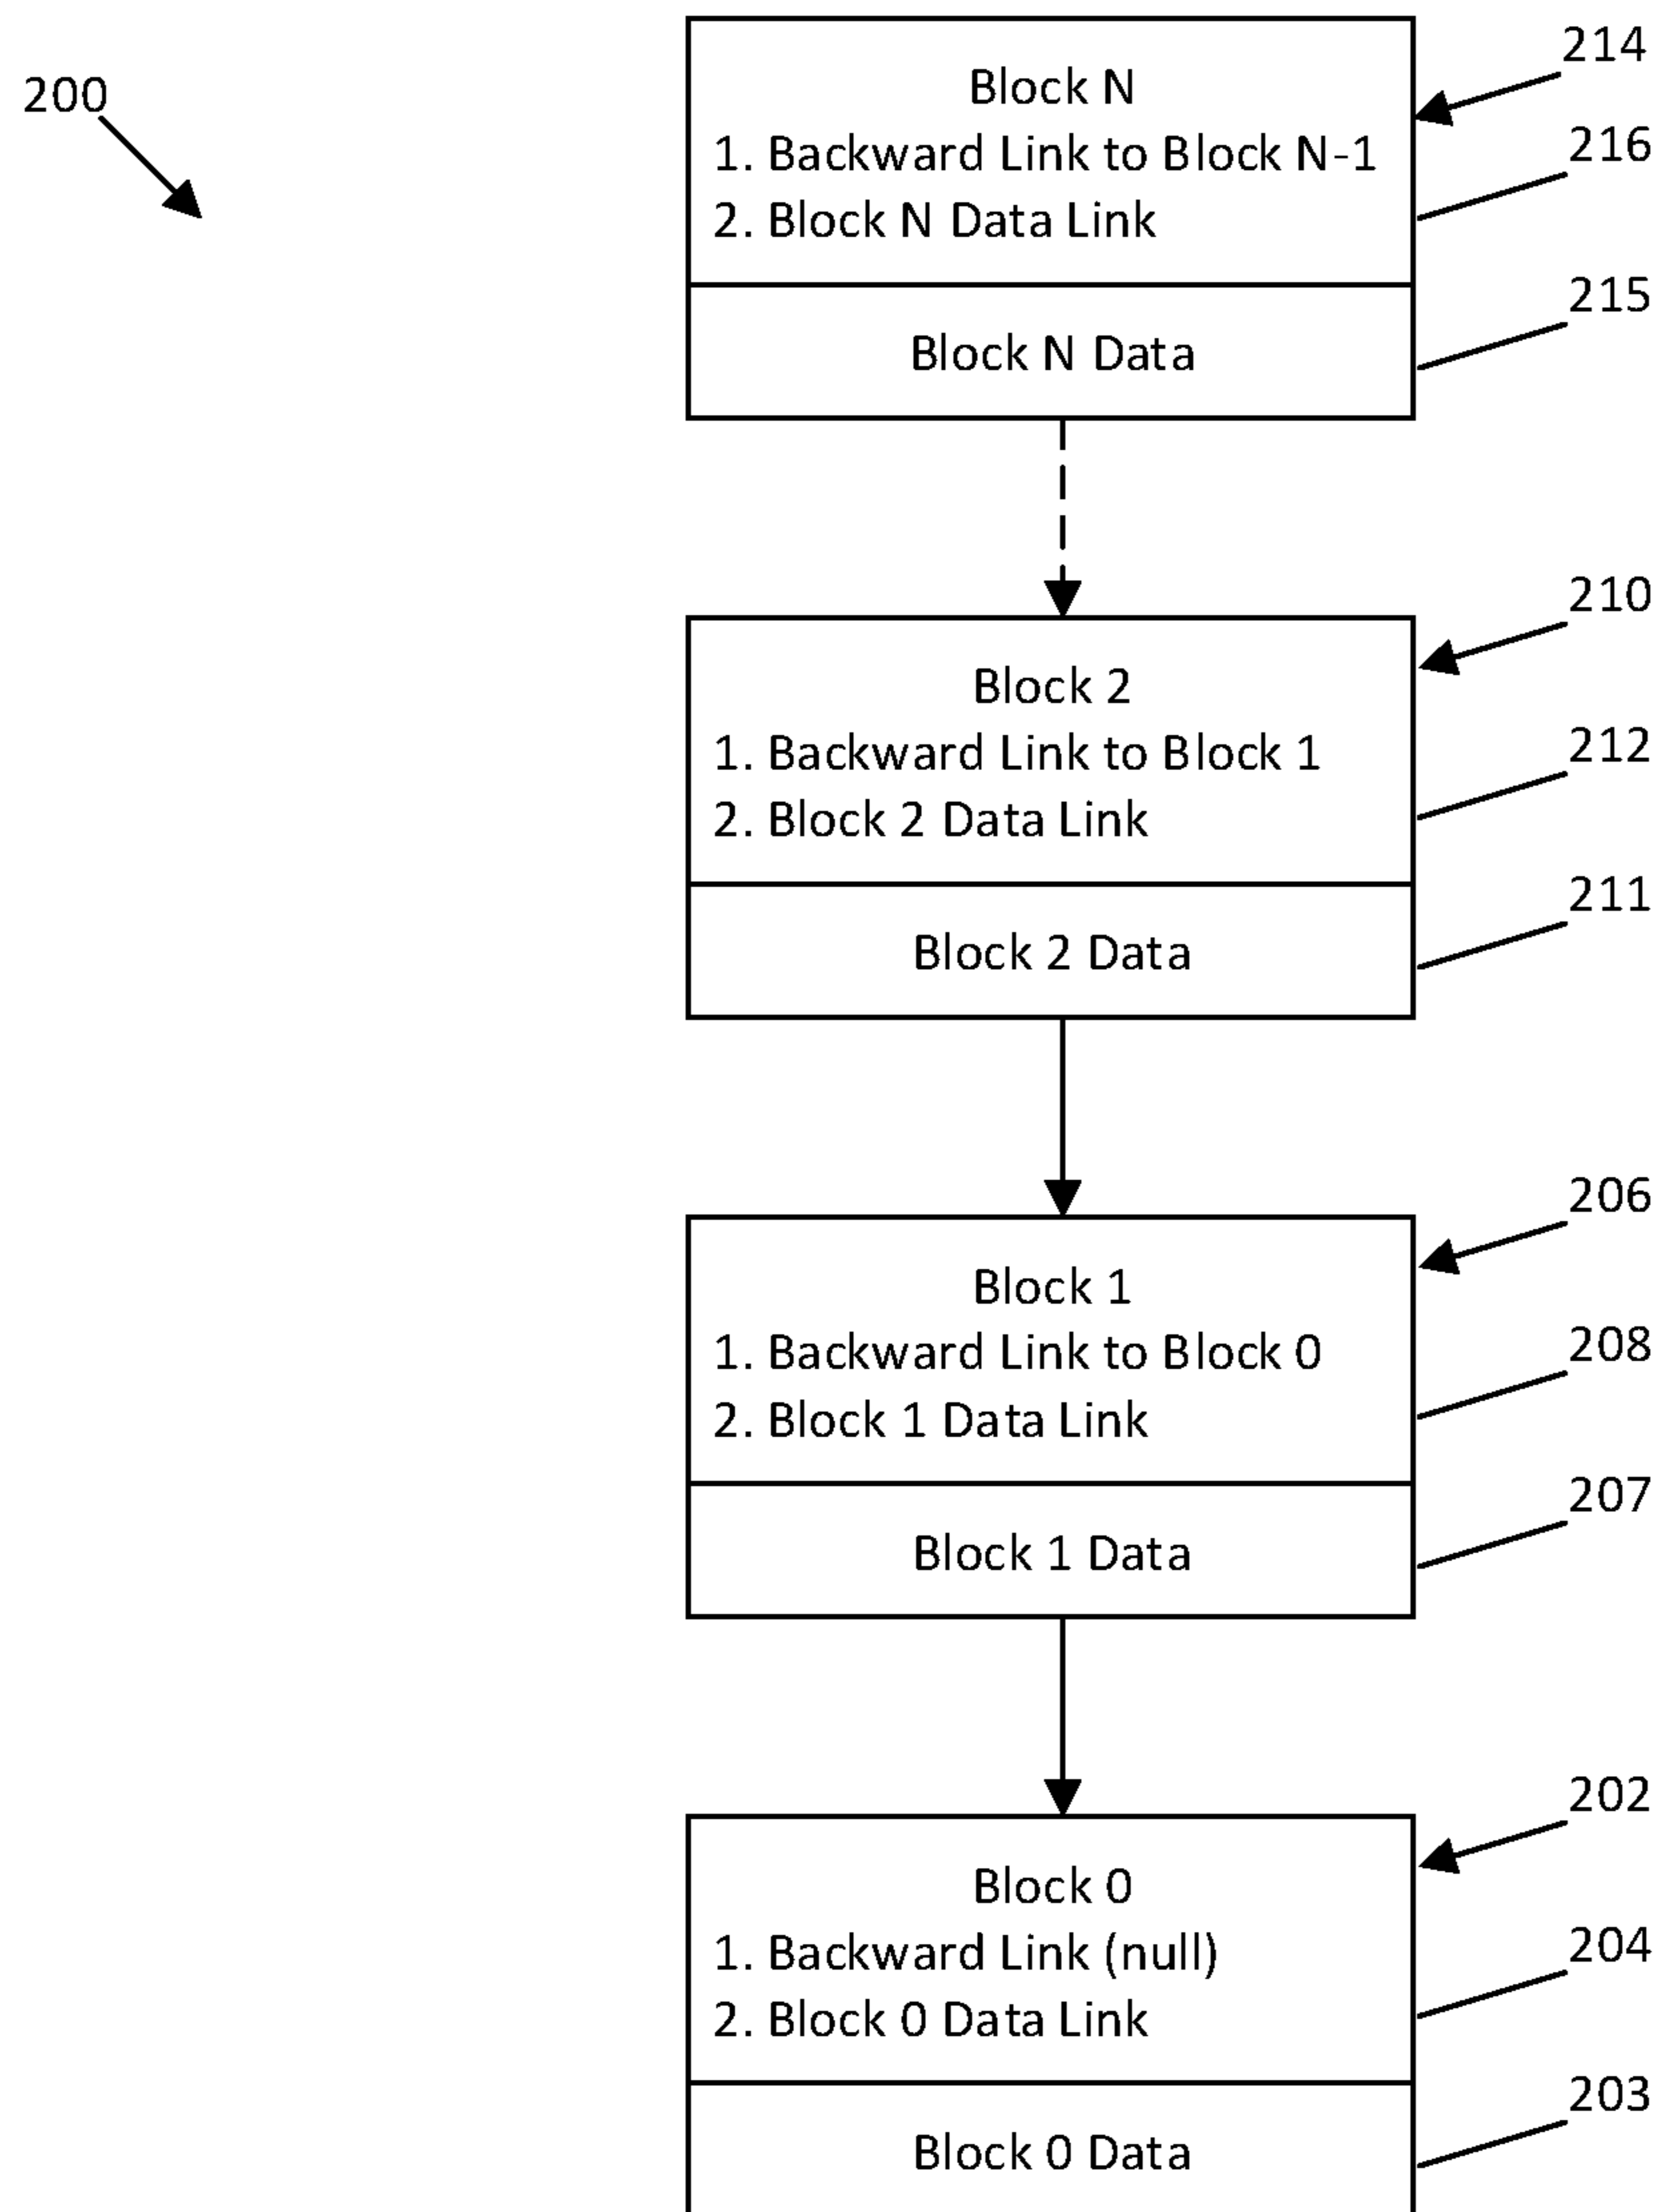 200
214
Block N
1. Backward Link to Block N-1
216
2. Block N Data Link
215
Block N Data
210
Block 2
1. Backward Link to Block 1
212
2. Block 2 Data Link
211
Block 2 Data
206
Block 1
1. Backward Link to Block 0
208
2. Block 1 Data Link
207
Block 1 Data
202
Block 0
1. Backward Link (null)
204
2. Block 0 Data Link
203
Block 0 Data